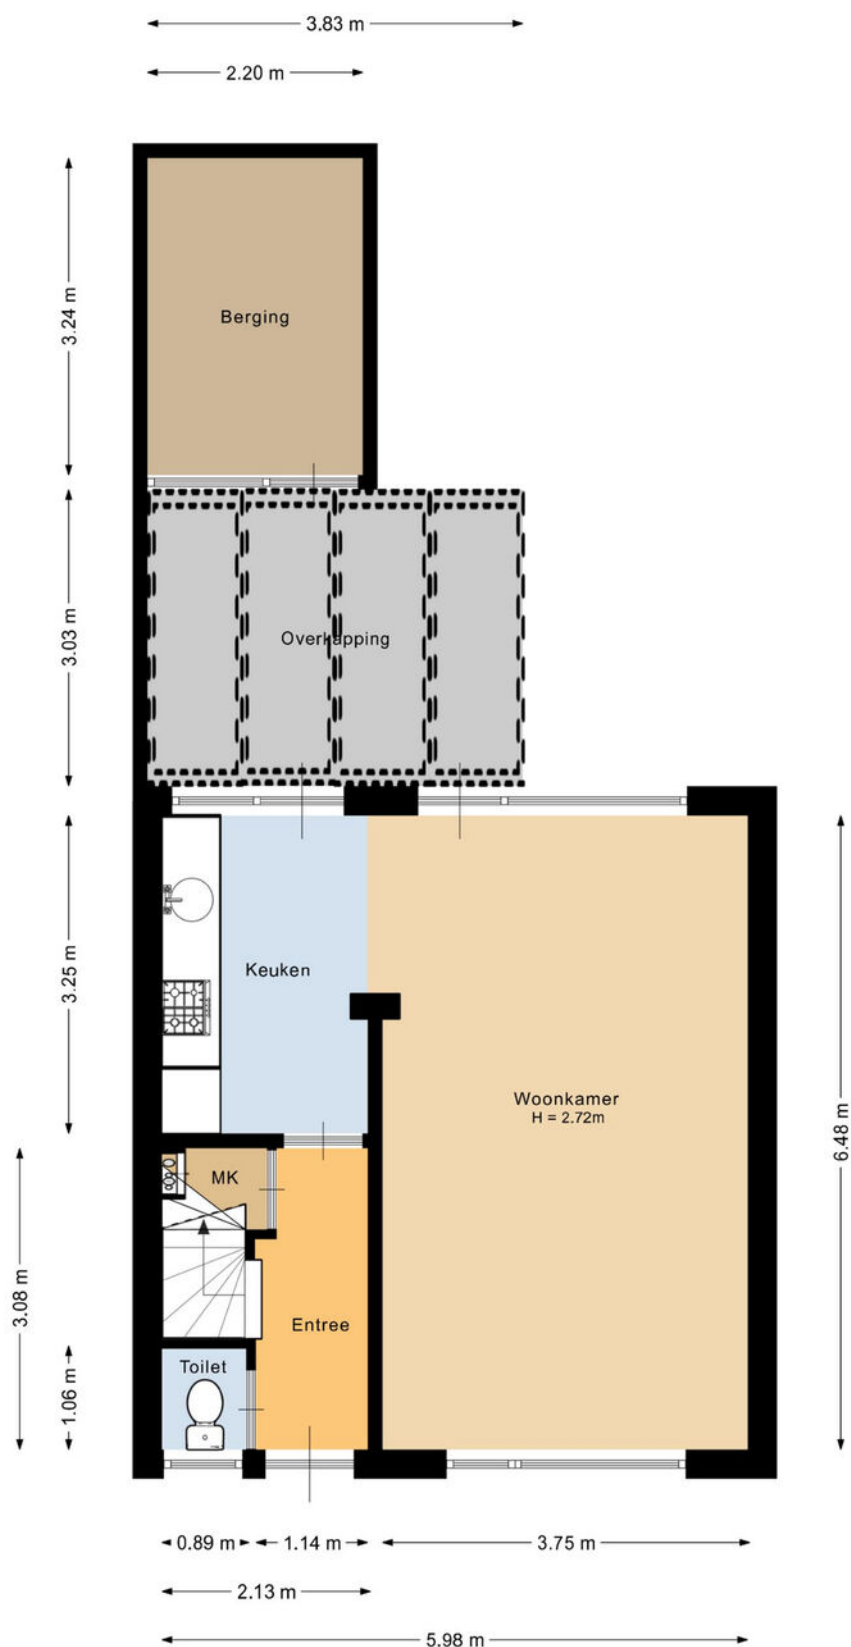 3.83 m
2.20 m
3.24 m
Berging
3.03 m
Overkapping
3.25 m
Keuken
Woonkamer
H = 2.72m
6.48 m
MK
3.08 m
Entree
Toilet
1.06 m
0.89 m
1.14 m
3.75 m
2.13 m
5.98 m